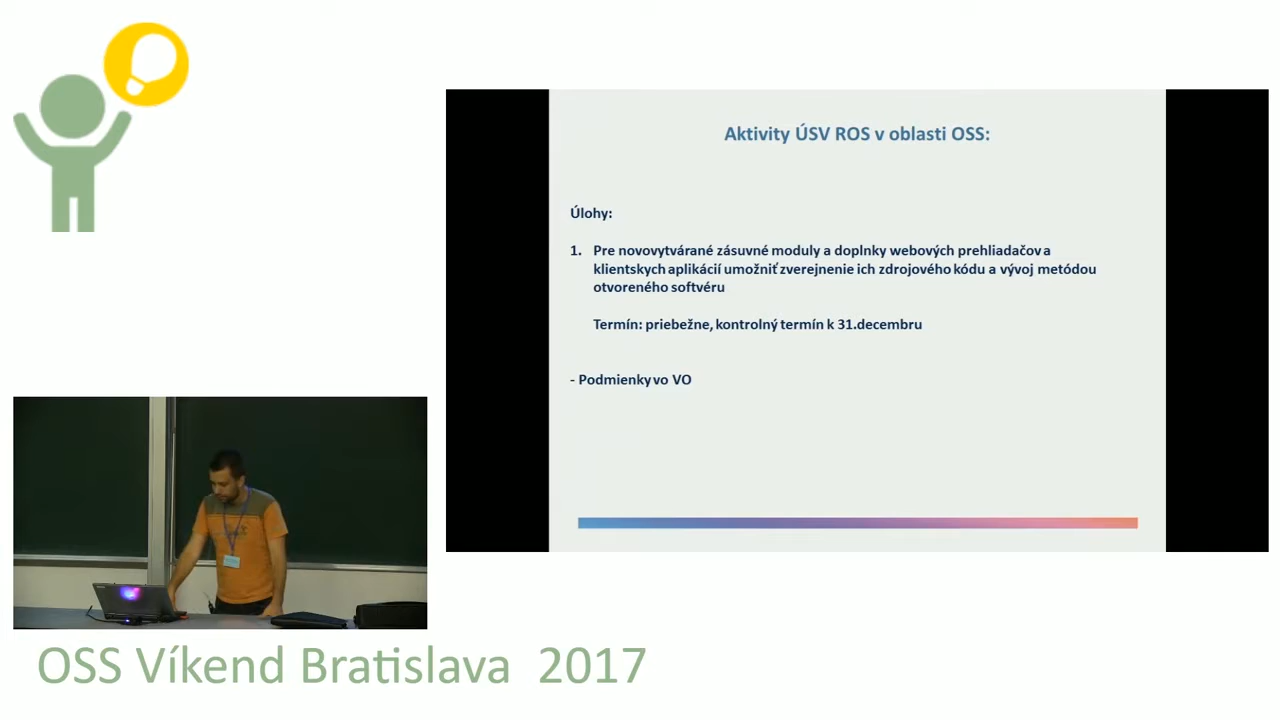 Aktivity ÚSV ROS v oblasti OSS:
Úlohy:
1. Pre novovytvárané zásuvné moduly a doplnky webových prehliadačov a
klientskych aplikácií umožniť zverejnenie ich zdrojového kódu a vývoj metódou
otvoreného softvéru
Termín: priebežne, kontrolný termín k 31.decembru
- Podmienky vo VO
OSS Víkend Bratislava 2017